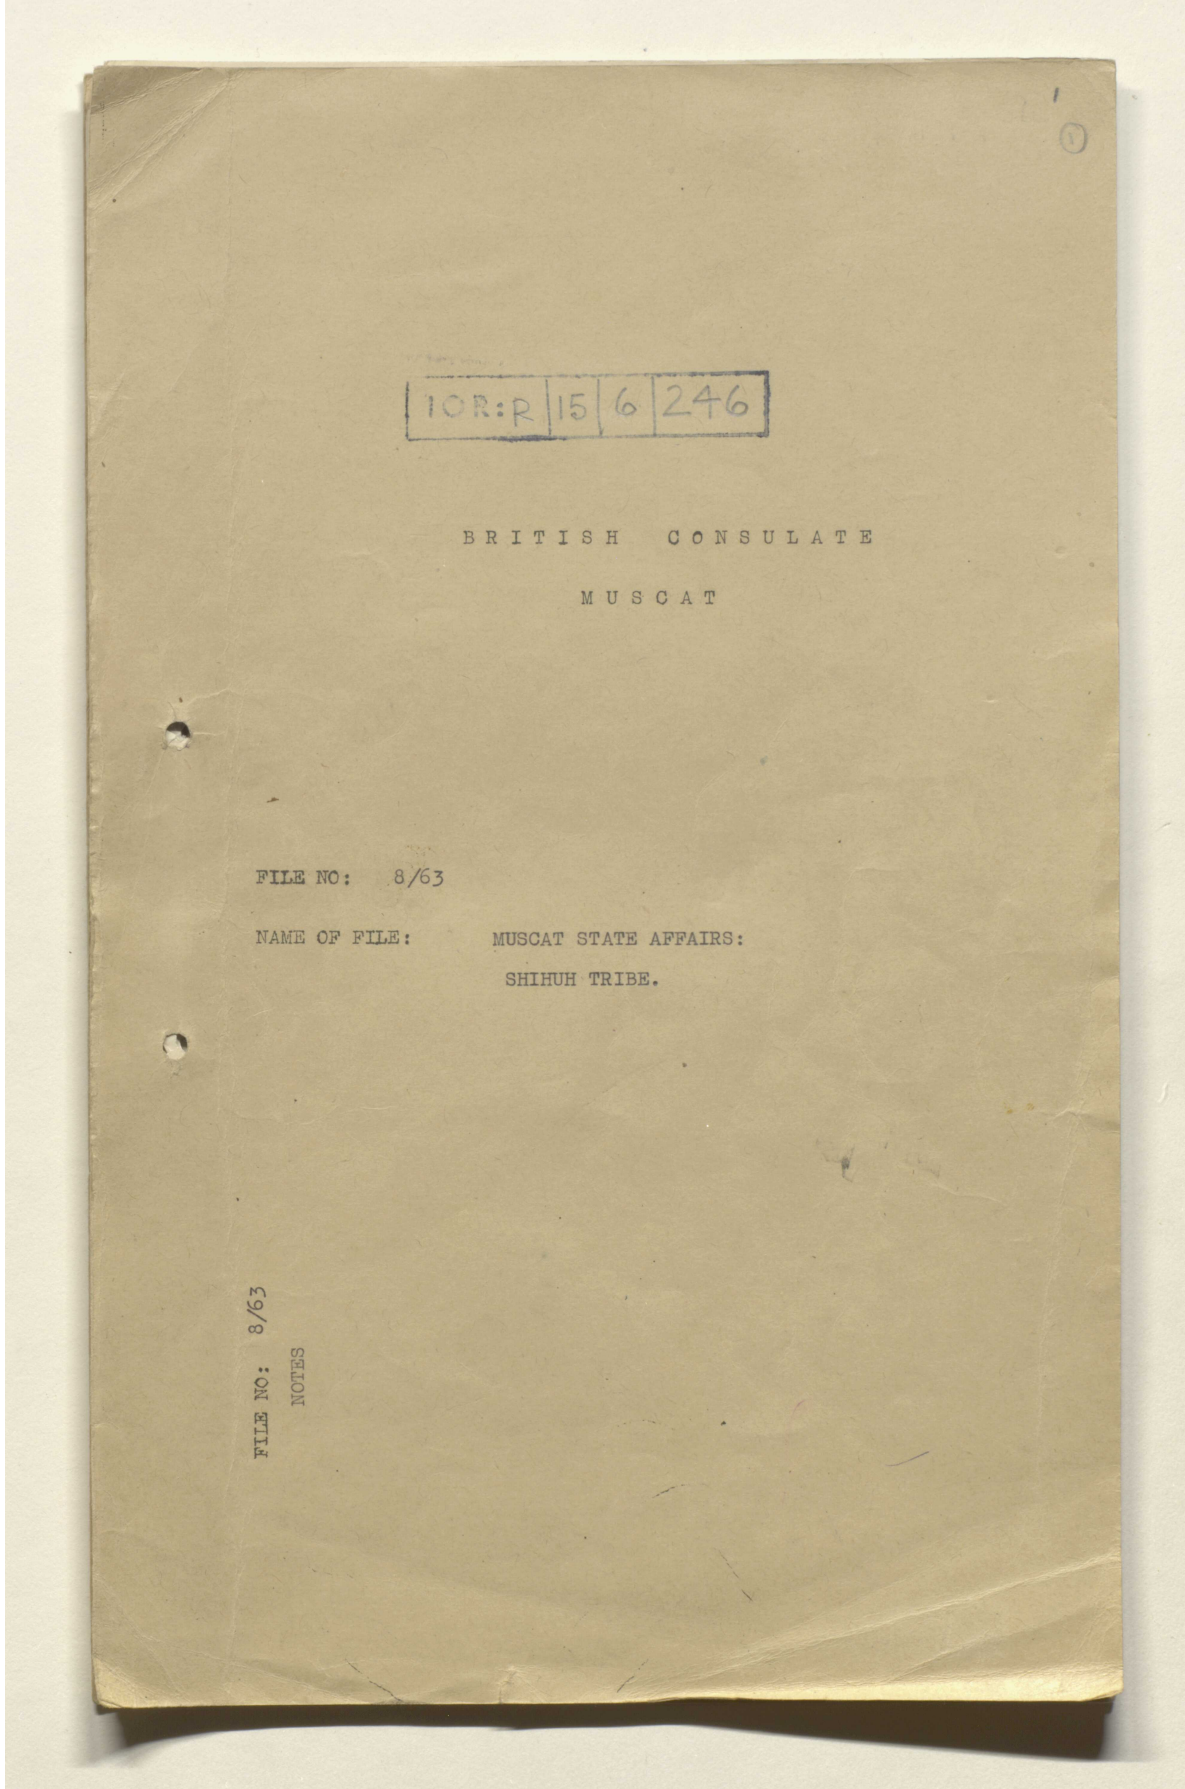 1
1
IOR:R 15 6 246
BRITISH CONSULATE
MUSCAT
FILE NO: 8/63
NAME OF FILE: MUSCAT STATE AFFAIRS:
SHIHUH TRIBE.
FILE NO: 8/63
NOTES